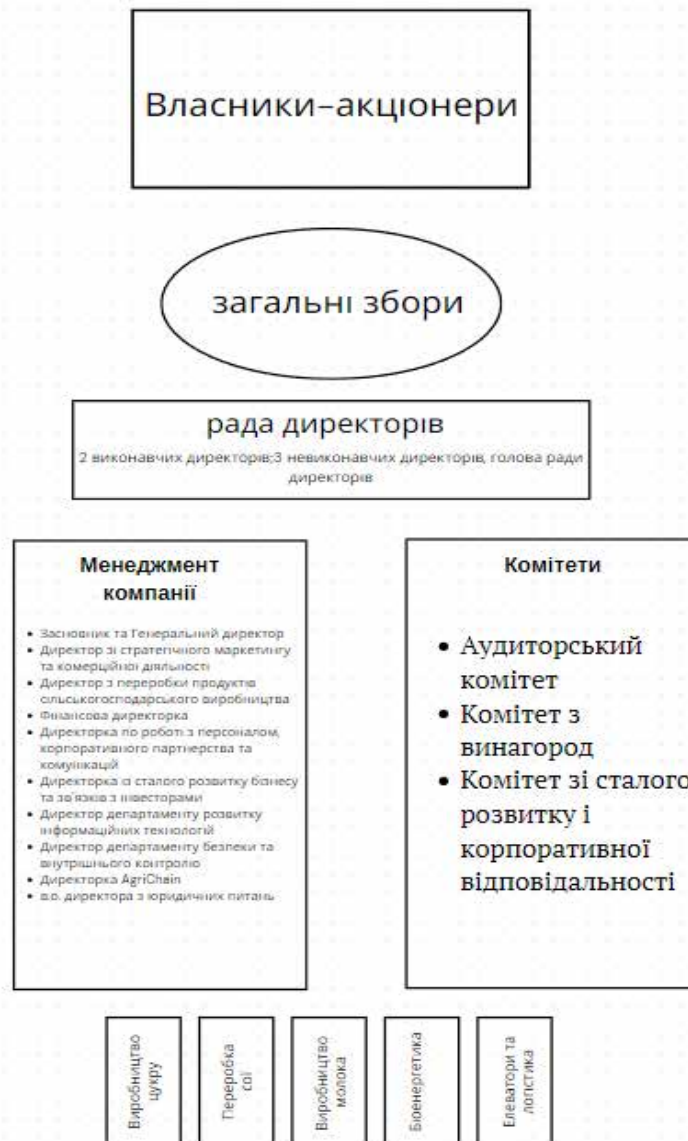 Власники–акціонери
загальні збори
рада директорів
2 виконавчих директорів;3 невиконавчих директорів, голова ради
директорів
Менеджмент
компанії
• Засновник та Генеральний директор
• Директор зі стратегічного маркетингу
та комерційної діяльності
• Директор з переробки продуктів
сільськогосподарського виробництва
• Фінансова директорка
• Директорка по роботі з персоналом,
корпоративного партнерства та
комунікацій
• Директорка із сталого розвитку бізнесу
та зв'язків з інвесторами
• Директор департаменту розвитку
інформаційних технологій
• Директор департаменту безпеки та
внутрішнього контролю
• Директорка AgriChain
• в.о. директора з юридичних питань
Комітети
• Аудиторський
комітет
• Комітет з
винагород
• Комітет зі сталого
розвитку і
корпоративної
відповідальності
Виробництво
цукру
Переробка
сої
Виробництво
молока
Біоенергетика
Елеватори та
логістика